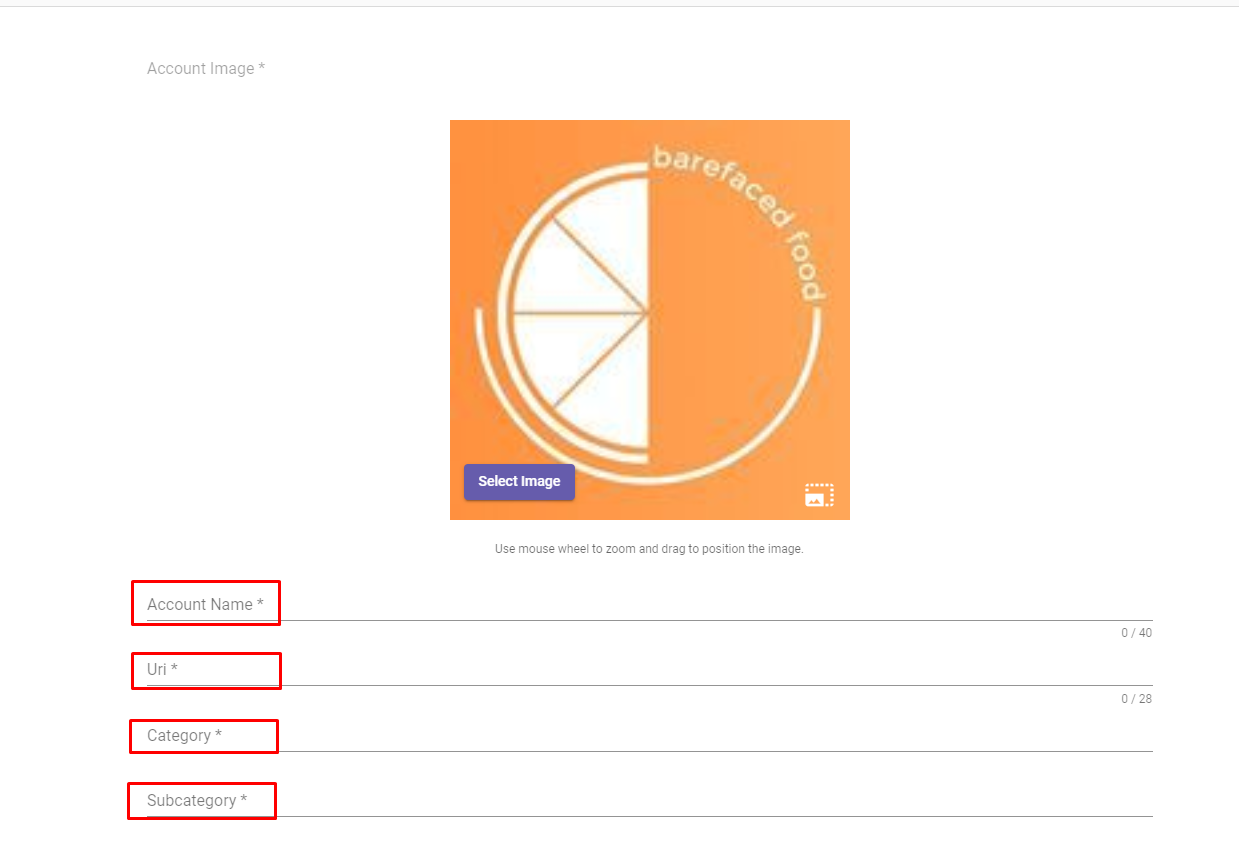 Account Image *
barefaced food
Select Image
Use mouse wheel to zoom and drag to position the image.
Account Name *
0 / 40
Uri *
0 / 28
Category *
Subcategory *